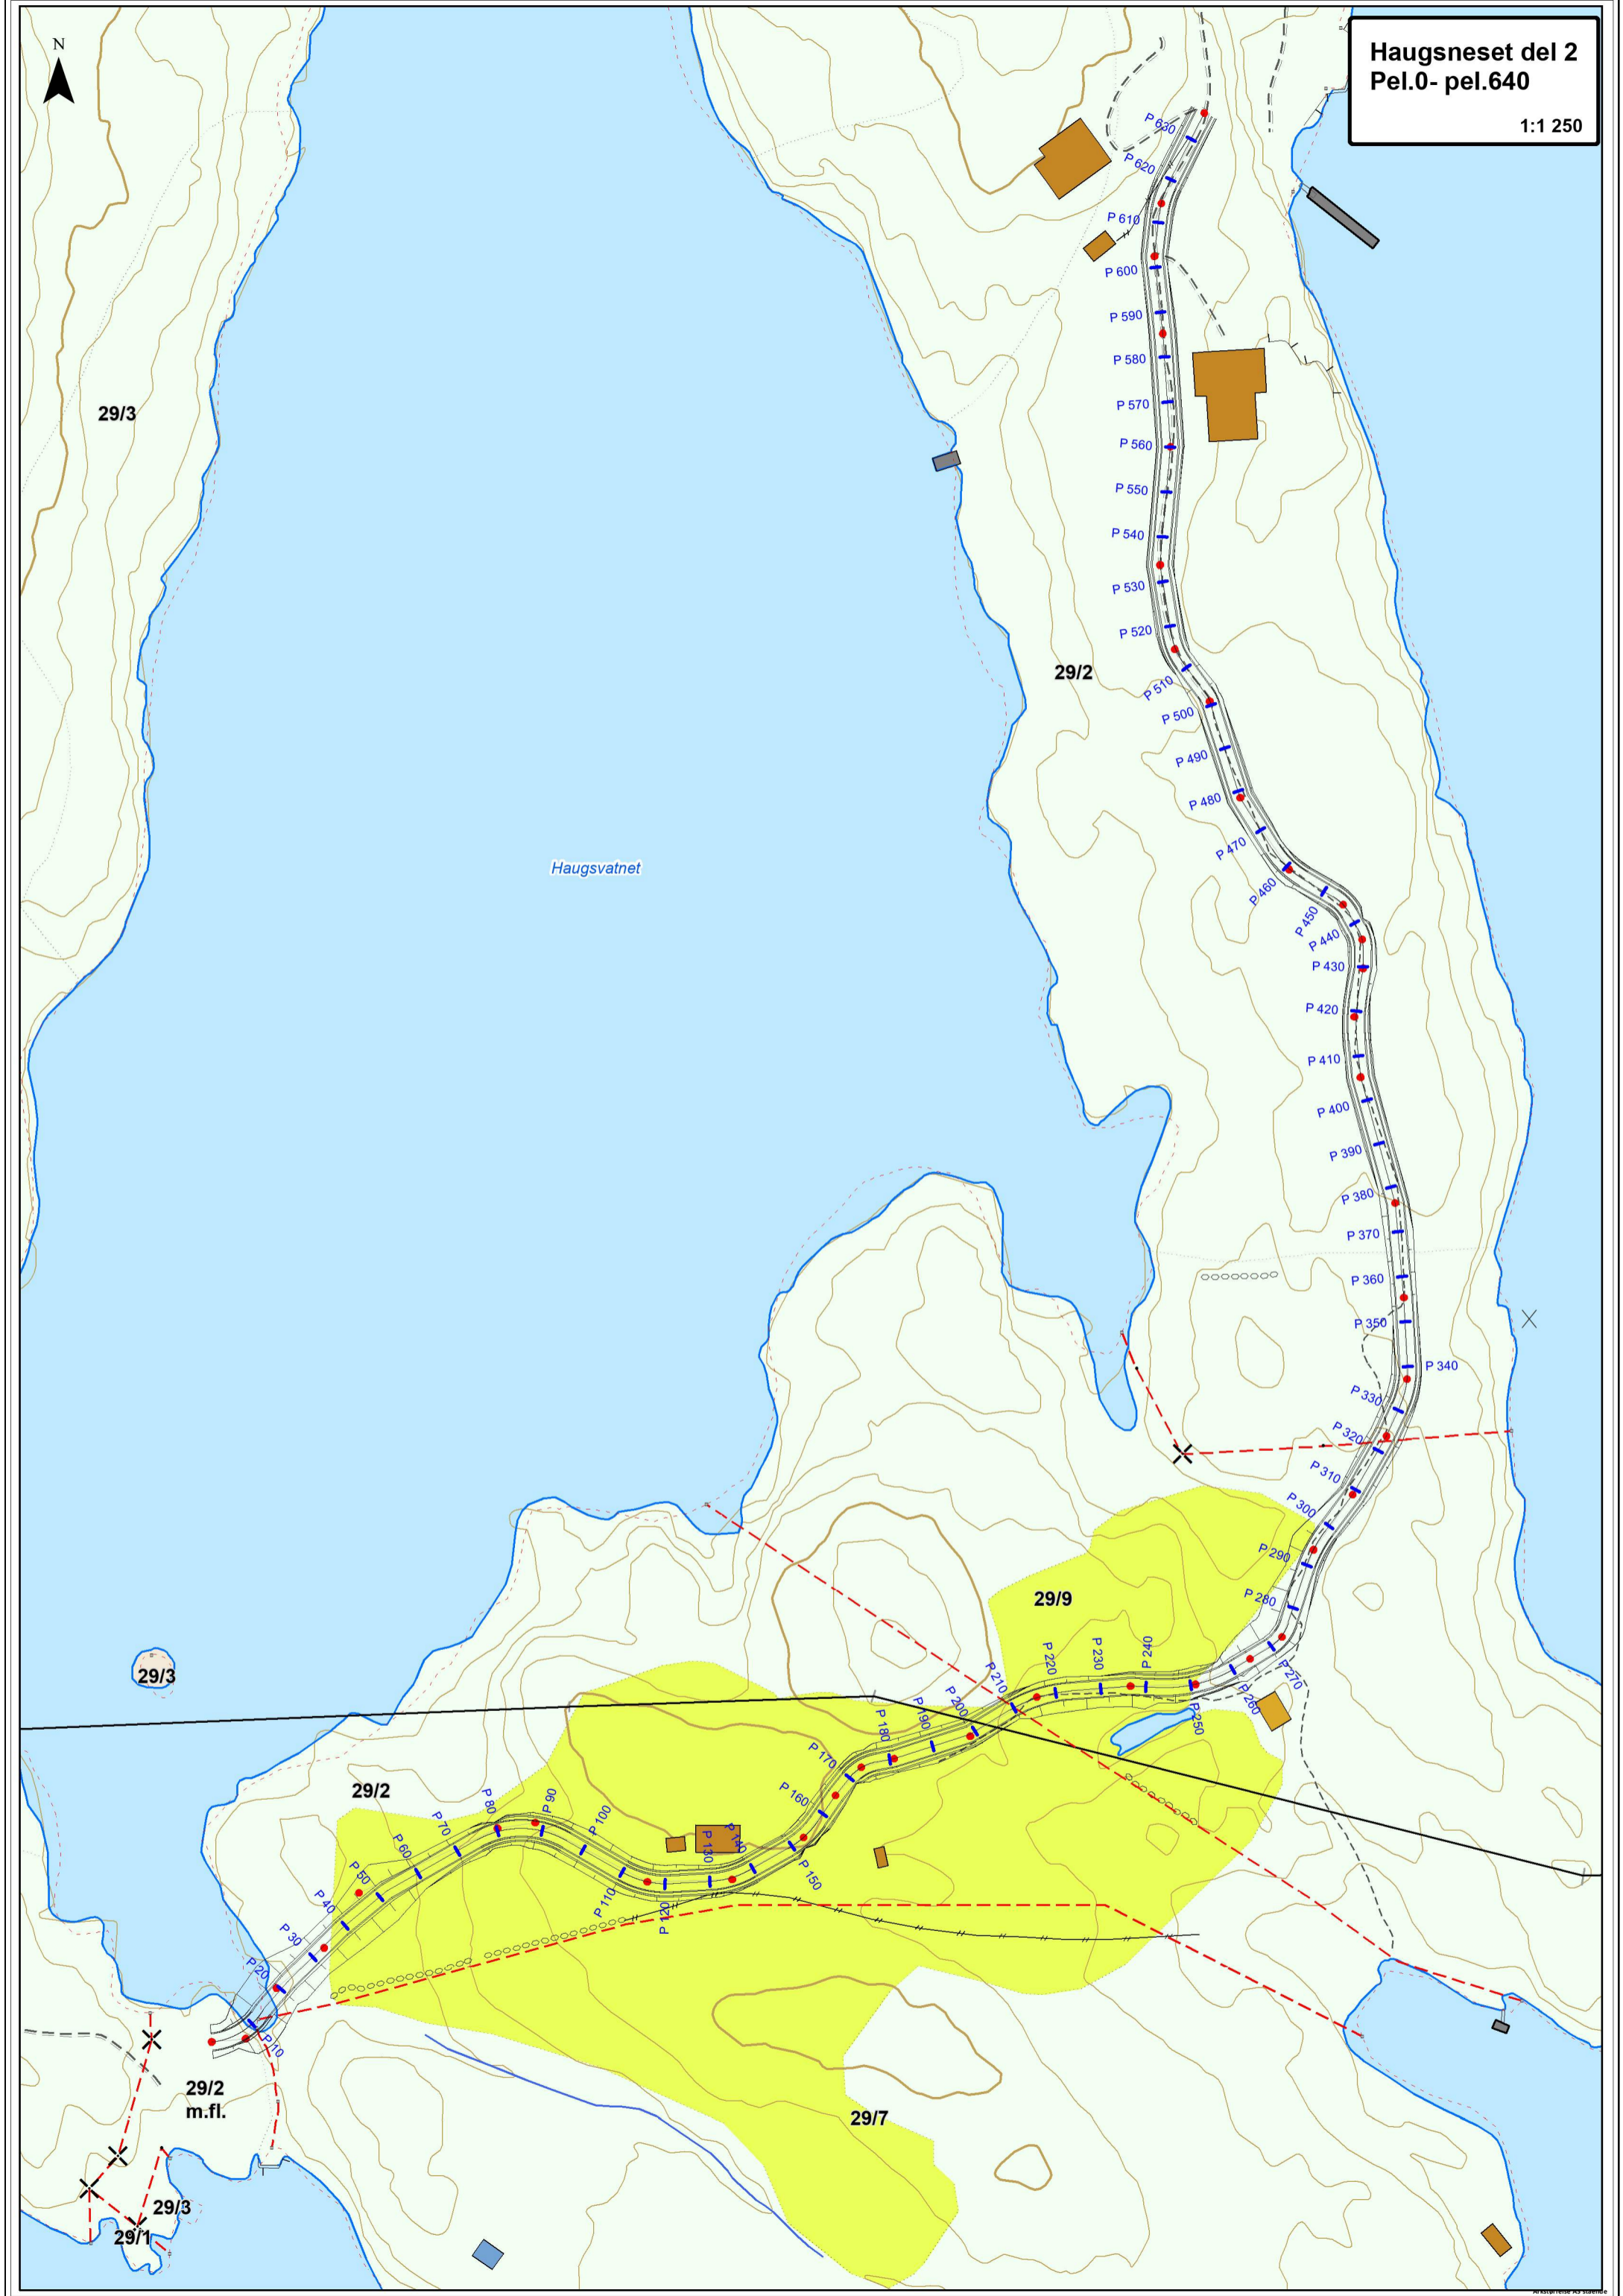 N
Haugsneset del 2
Pel.0- pel.640
1:1 250
P 630
P 620
P 610
P 600
P 590
P 580
P 570
P 560
P 550
P 540
P 530
P 520
P 510
P 500
P 490
P 480
P 470
P 460
P 450
P 440
P 430
P 420
P 410
P 400
P 390
P 380
P 370
P 360
P 350
P 340
P 330
P 320
P 310
P 300
P 290
P 280
P 270
P 260
P 250
P 240
P 230
P 220
P 210
P 200
P 190
P 180
P 170
P 160
P 150
P 140
P 130
P 120
P 110
P 100
P 90
P 80
P 70
P 60
P 50
P 40
P 30
P 20
P 10
29/3
29/2
Haugsvatnet
29/9
29/3
29/2
29/2
m.fl.
29/7
29/3
29/1
Arkstørrelse A3 stående